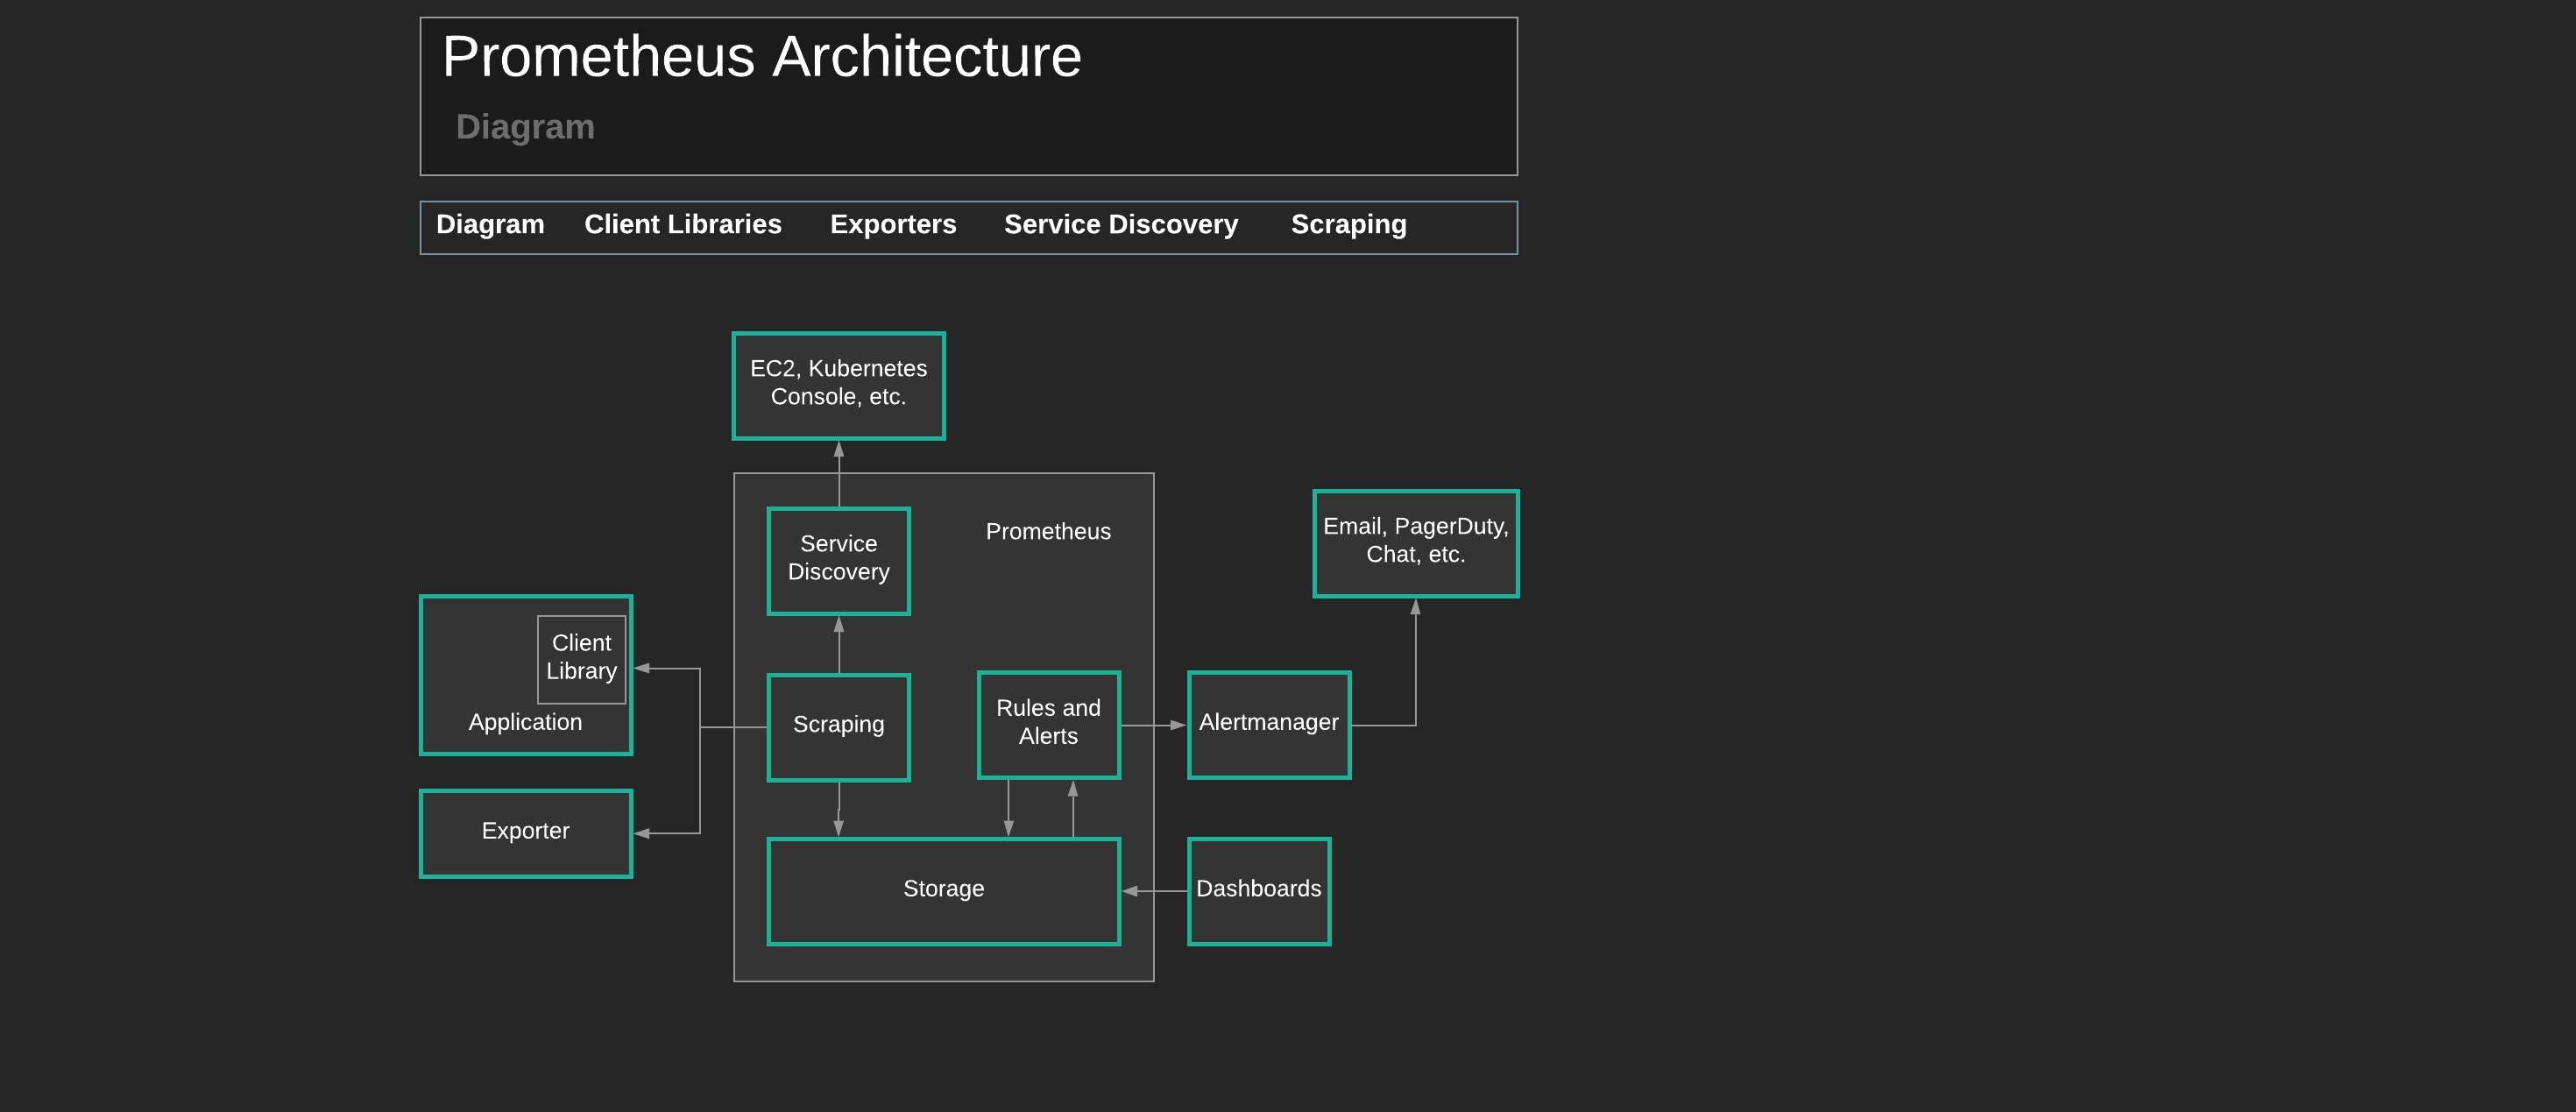 Prometheus Architecture
Diagram
Diagram Client Libraries Exporters Service Discovery Scraping
EC2, Kubernetes
Console, etc.
Service
Discovery
Prometheus
Email, PagerDuty,
Chat, etc.
Client
Library
Application
Scraping
Rules and
Alerts
Alertmanager
Exporter
Storage
Dashboards